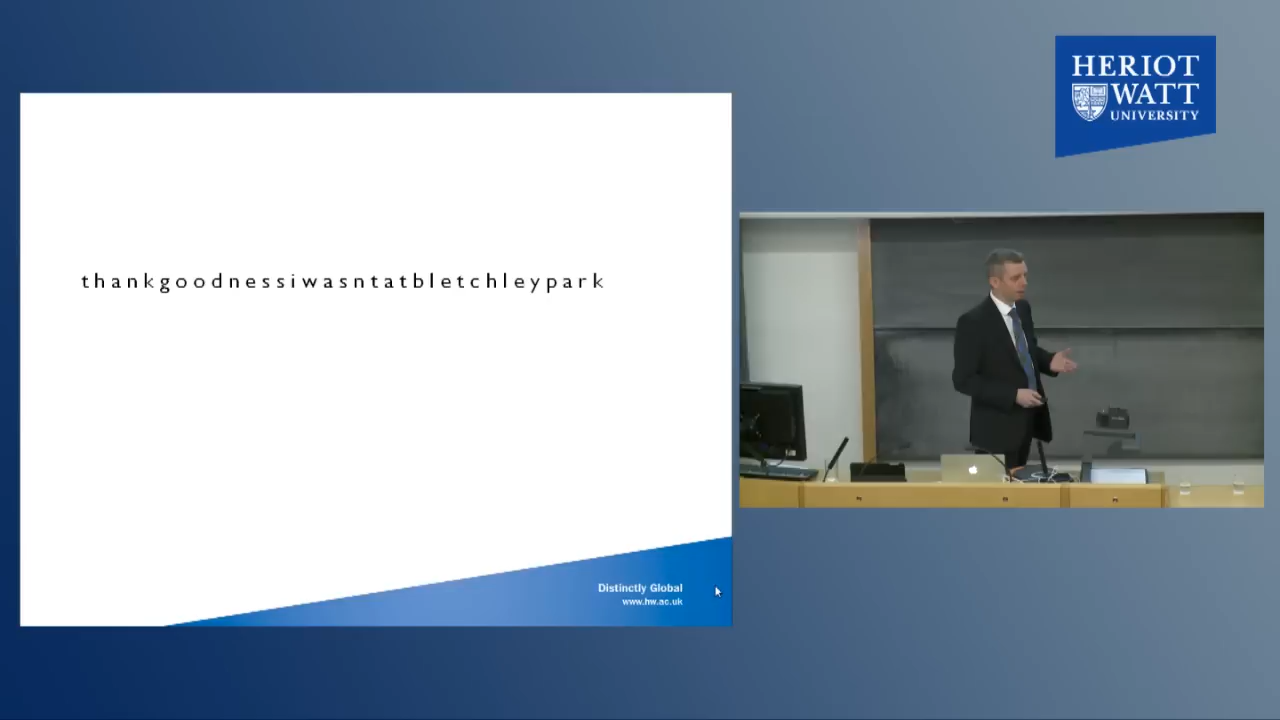 HERIOT
WATT
UNIVERSITY
thankgoodnessiwasntatbletchleypark
Distinctly Global
www.hw.ac.uk